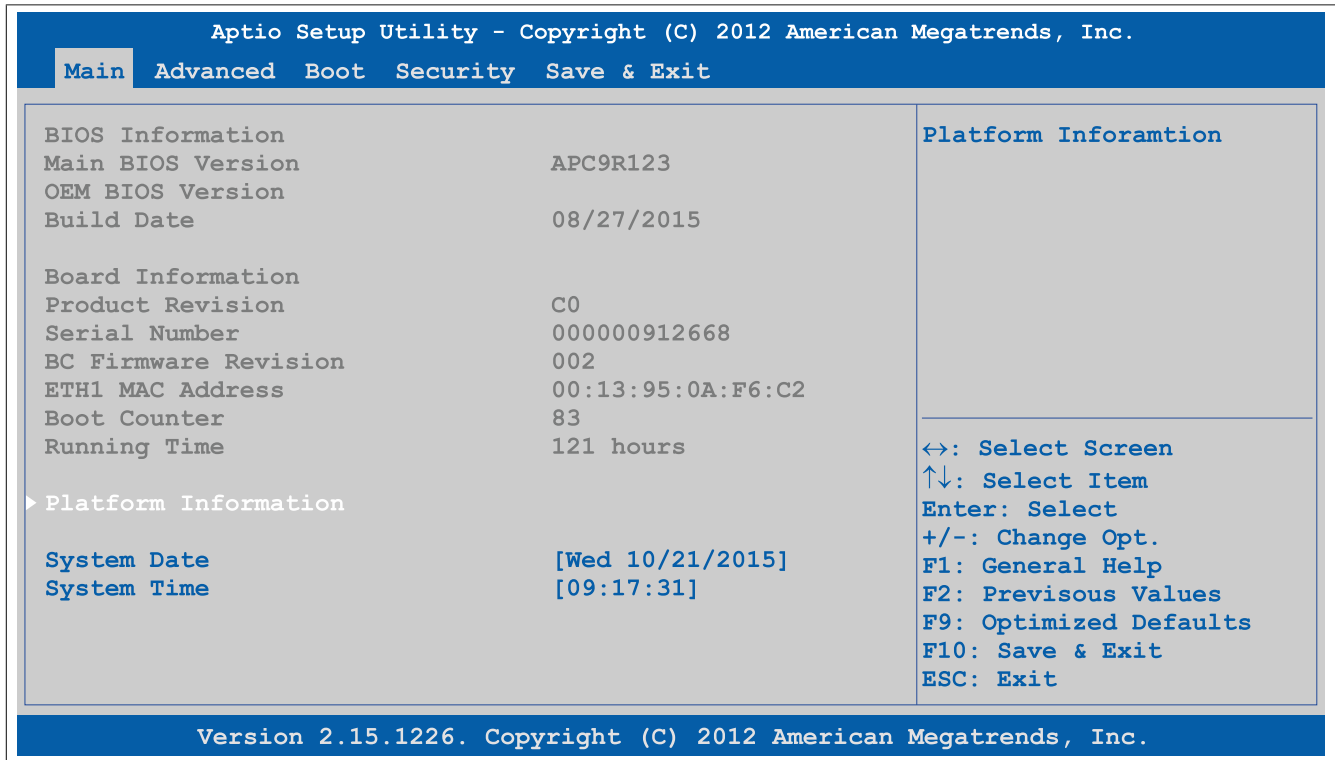 Aptio Setup Utility - Copyright (C) 2012 American Megatrends, Inc.
Main Advanced Boot Security Save & Exit
BIOS Information
Main BIOS Version APC9R123
OEM BIOS Version
Build Date 08/27/2015
Board Information
Product Revision C0
Serial Number 000000912668
BC Firmware Revision 002
ETH1 MAC Address 00:13:95:0A:F6:C2
Boot Counter 83
Running Time 121 hours
Platform Information
System Date [Wed 10/21/2015]
System Time [09:17:31]
Platform Inforamtion
↔: Select Screen
↑↓: Select Item
Enter: Select
+/-: Change Opt.
F1: General Help
F2: Previsous Values
F9: Optimized Defaults
F10: Save & Exit
ESC: Exit
Version 2.15.1226. Copyright (C) 2012 American Megatrends, Inc.